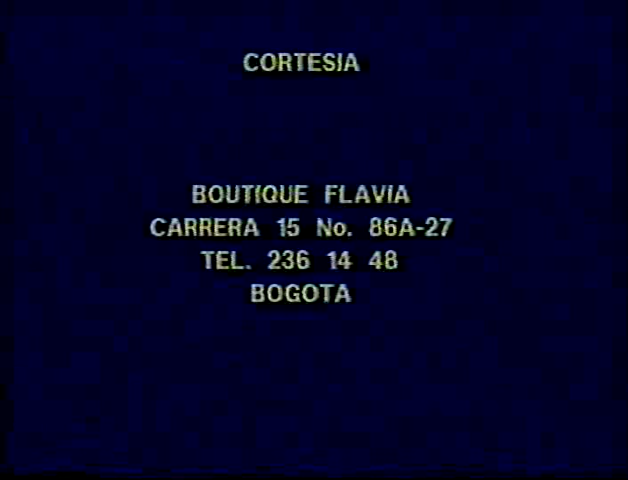 CORTESIA
BOUTIQUE FLAVIA
CARRERA 15 No. 86A-27
TEL. 236 14 48
BOGOTA